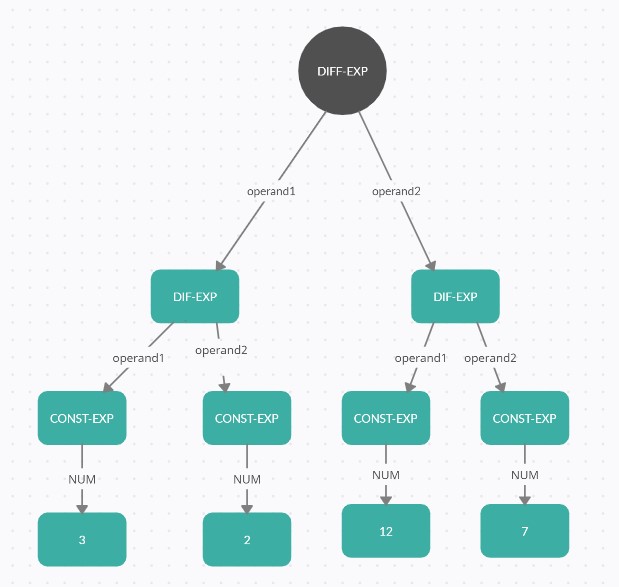 DIFF-EXP
operand1
operand2
DIF-EXP
DIF-EXP
operand1
operand2
operand1
operand2
CONST-EXP
CONST-EXP
CONST-EXP
CONST-EXP
NUM
NUM
NUM
NUM
3
2
12
7